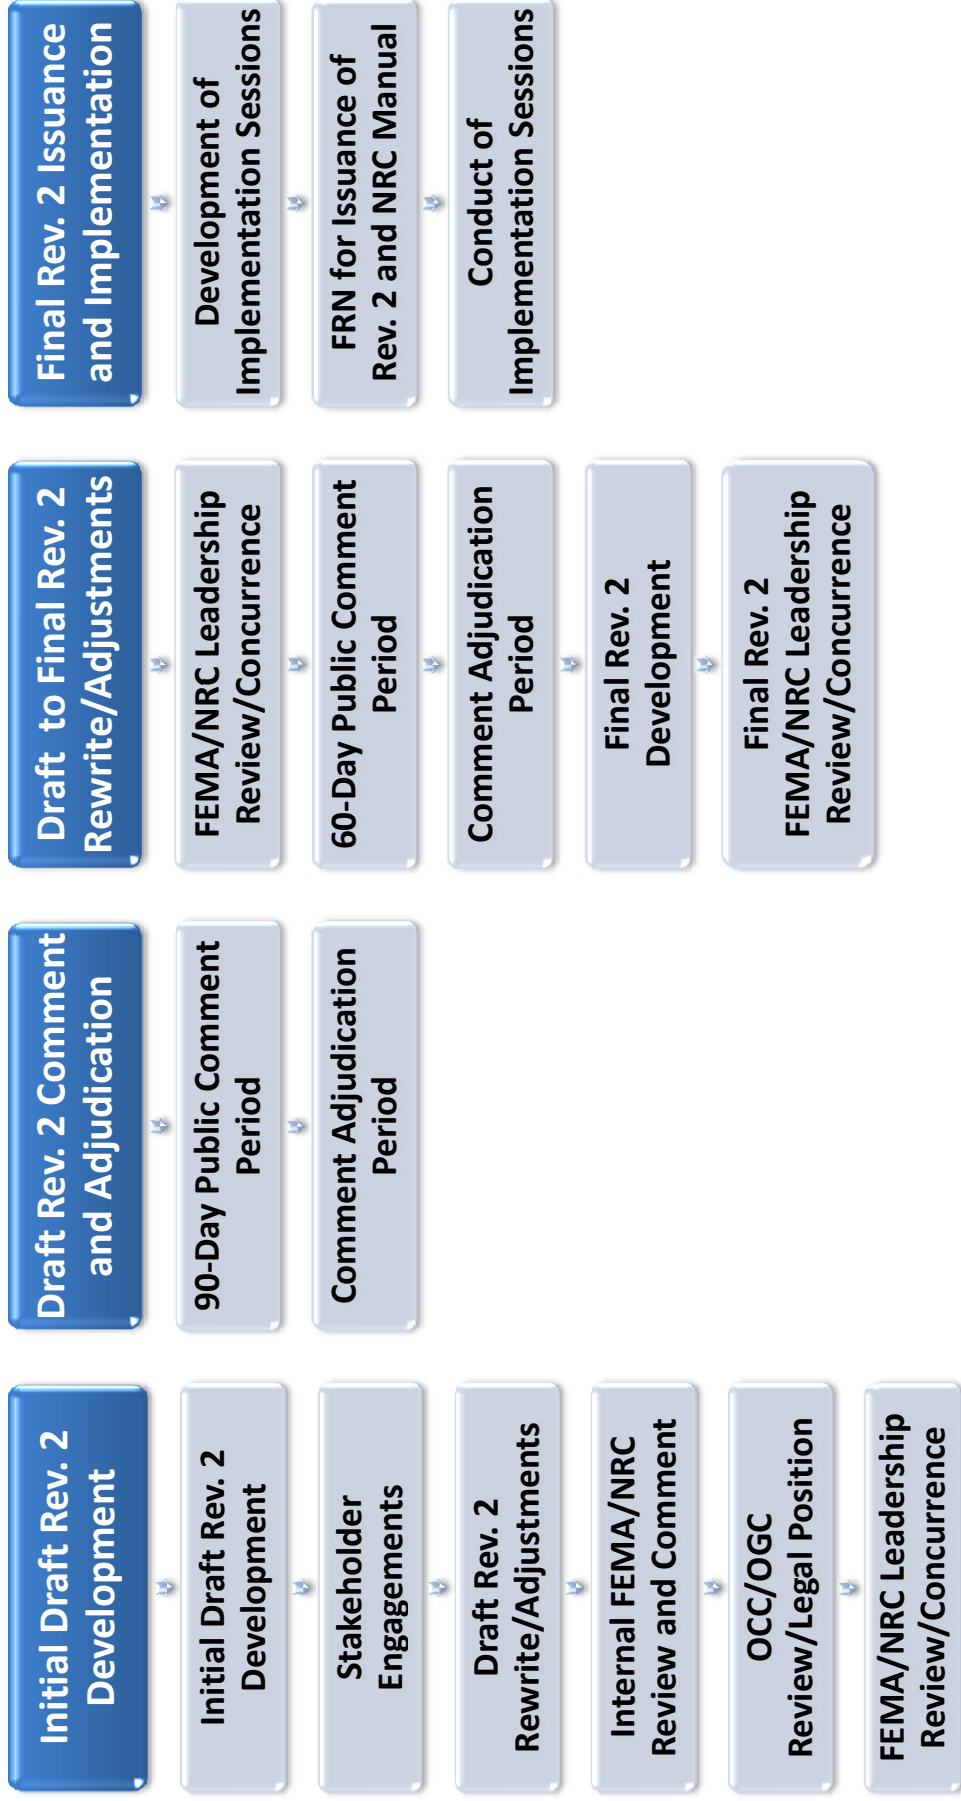 Initial Draft Rev. 2
Development
Initial Draft Rev. 2
Development
Stakeholder
Engagements
Draft Rev. 2
Rewrite/Adjustments
Internal FEMA/NRC
Review and Comment
OCC/OGC
Review/Legal Position
FEMA/NRC Leadership
Review/Concurrence
Draft Rev. 2 Comment
and Adjudication
90-Day Public Comment
Period
Comment Adjudication
Period
Draft to Final Rev. 2
Rewrite/Adjustments
FEMA/NRC Leadership
Review/Concurrence
60-Day Public Comment
Period
Comment Adjudication
Period
Final Rev. 2
Development
Final Rev. 2
FEMA/NRC Leadership
Review/Concurrence
Final Rev. 2 Issuance
and Implementation
Development of
Implementation Sessions
FRN for Issuance of
Rev. 2 and NRC Manual
Conduct of
Implementation Sessions